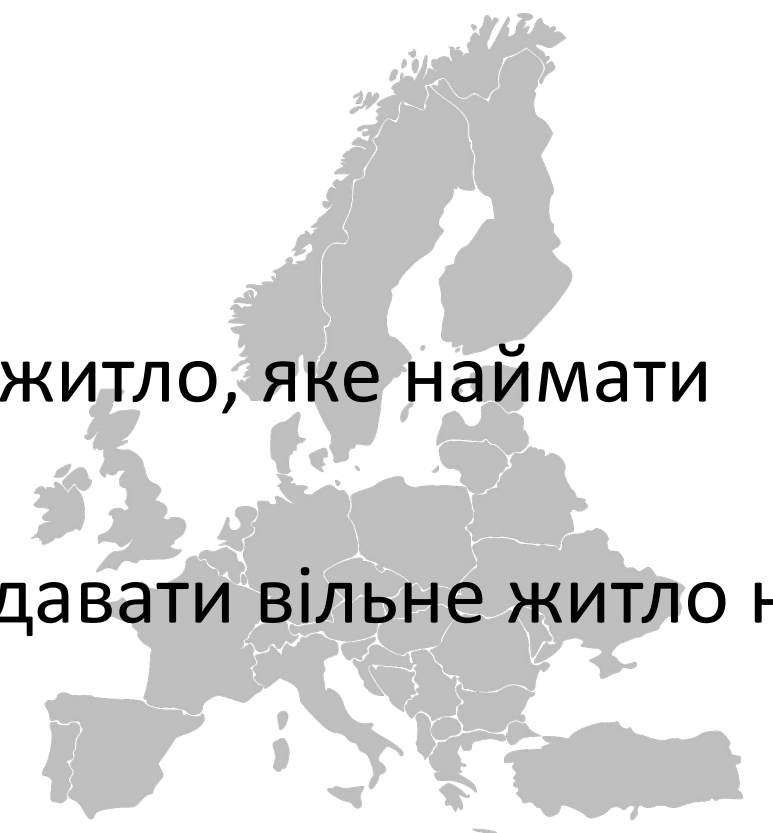 житло, яке наймати
давати вільне житло н